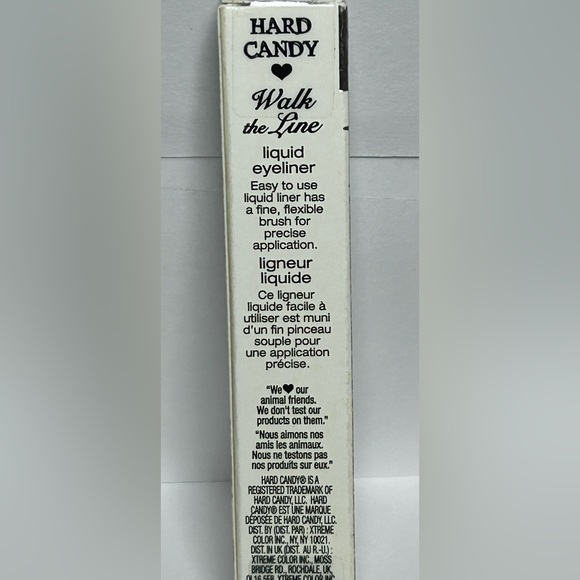 HARD
CANDY
Walk
the Line
liquid
eyeliner
Easy to use
liquid liner has
a fine, flexible
brush for
precise
application.
ligneur
liquide
Ce ligneur
liquide facile à
utiliser est muni
d'un fin pinceau
souple pour
une application
précise.
"We ♥ our
animal friends.
We don't test our
products on them."
"Nous aimons nos
amis les animaux.
Nous ne testons pas
nos produits sur eux."
HARD CANDY® IS A
REGISTERED TRADEMARK OF
HARD CANDY, LLC. HARD
CANDY® EST UNE MARQUE
DÉPOSÉE DE HARD CANDY, LLC.
DIST. BY (DIST. PAR) : XTREME
COLOR INC., NY, NY 10021.
DIST. IN UK (DIST. AU R.-U.) :
XTREME COLOR INC., MOSS
BRIDGE RD., ROCHDALE, UK,
OL16 5EB. XTREME COLOR INC